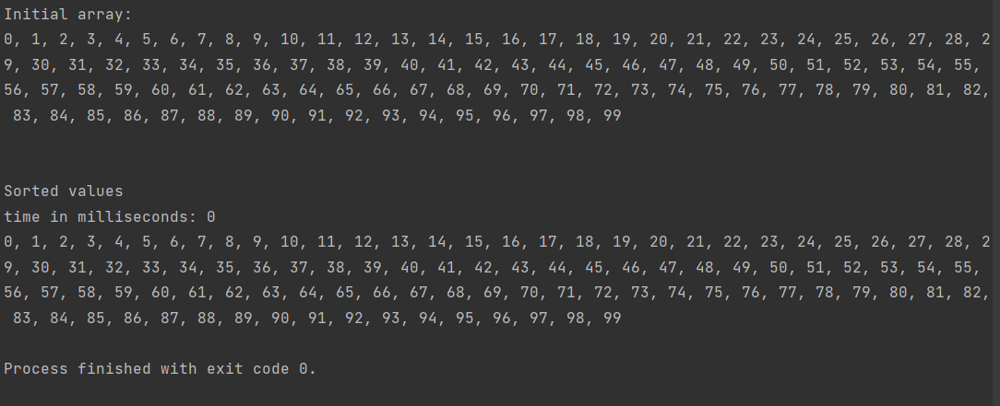 Initial array:
0, 1, 2, 3, 4, 5, 6, 7, 8, 9, 10, 11, 12, 13, 14, 15, 16, 17, 18, 19, 20, 21, 22, 23, 24, 25, 26, 27, 28, 2
9, 30, 31, 32, 33, 34, 35, 36, 37, 38, 39, 40, 41, 42, 43, 44, 45, 46, 47, 48, 49, 50, 51, 52, 53, 54, 55,
56, 57, 58, 59, 60, 61, 62, 63, 64, 65, 66, 67, 68, 69, 70, 71, 72, 73, 74, 75, 76, 77, 78, 79, 80, 81, 82,
83, 84, 85, 86, 87, 88, 89, 90, 91, 92, 93, 94, 95, 96, 97, 98, 99
Sorted values
time in milliseconds: 0
0, 1, 2, 3, 4, 5, 6, 7, 8, 9, 10, 11, 12, 13, 14, 15, 16, 17, 18, 19, 20, 21, 22, 23, 24, 25, 26, 27, 28, 2
9, 30, 31, 32, 33, 34, 35, 36, 37, 38, 39, 40, 41, 42, 43, 44, 45, 46, 47, 48, 49, 50, 51, 52, 53, 54, 55,
56, 57, 58, 59, 60, 61, 62, 63, 64, 65, 66, 67, 68, 69, 70, 71, 72, 73, 74, 75, 76, 77, 78, 79, 80, 81, 82,
83, 84, 85, 86, 87, 88, 89, 90, 91, 92, 93, 94, 95, 96, 97, 98, 99
Process finished with exit code 0.